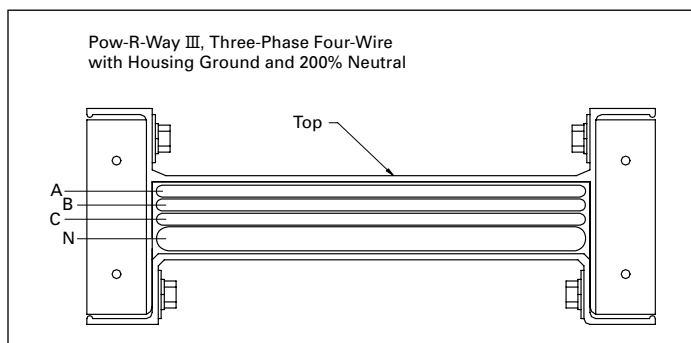 Pow-R-Way III, Three-Phase Four-Wire
with Housing Ground and 200% Neutral
Top
A
B
C
N